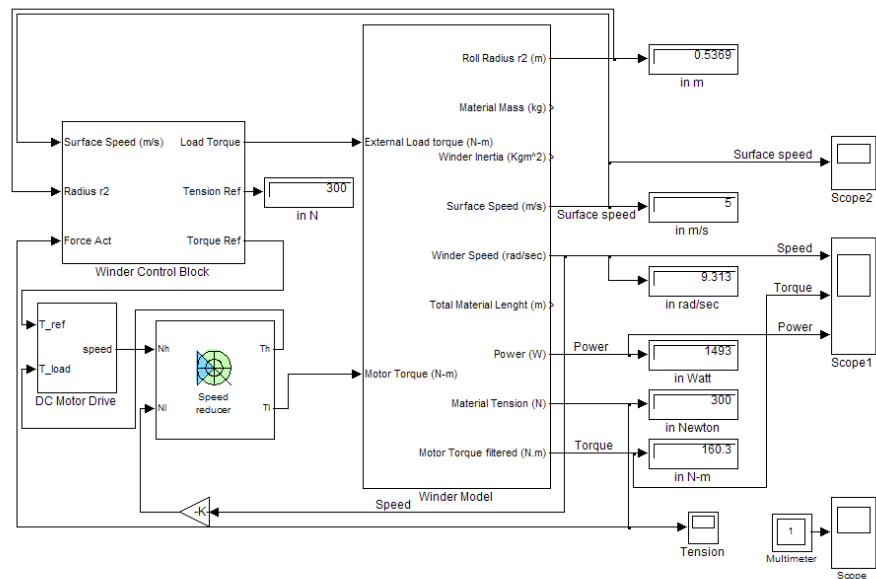 Surface Speed (m/s)
Radius r2
Force Act
Load Torque
Tension Ref
Torque Ref
Winder Control Block
300
in N
T_ref
T_load
speed
DC Motor Drive
Nh
Nl
Th
Tl
Speed
reducer
External Load torque (N-m)
Motor Torque (N-m)
Roll Radius r2 (m)
Material Mass (kg)
Winder Inertia (Kgm^2)
Surface Speed (m/s)
Winder Speed (rad/sec)
Total Material Lenght (m)
Power (W)
Material Tension (N)
Motor Torque filtered (N.m)
Winder Model
0.5369
in m
Surface speed
5
in m/s
9.313
in rad/sec
Power
1493
in Watt
300
in Newton
Torque
160.3
in N-m
Surface speed
Scope2
Speed
Torque
Power
Scope1
-K
Speed
Tension
1
Multimeter
Scope